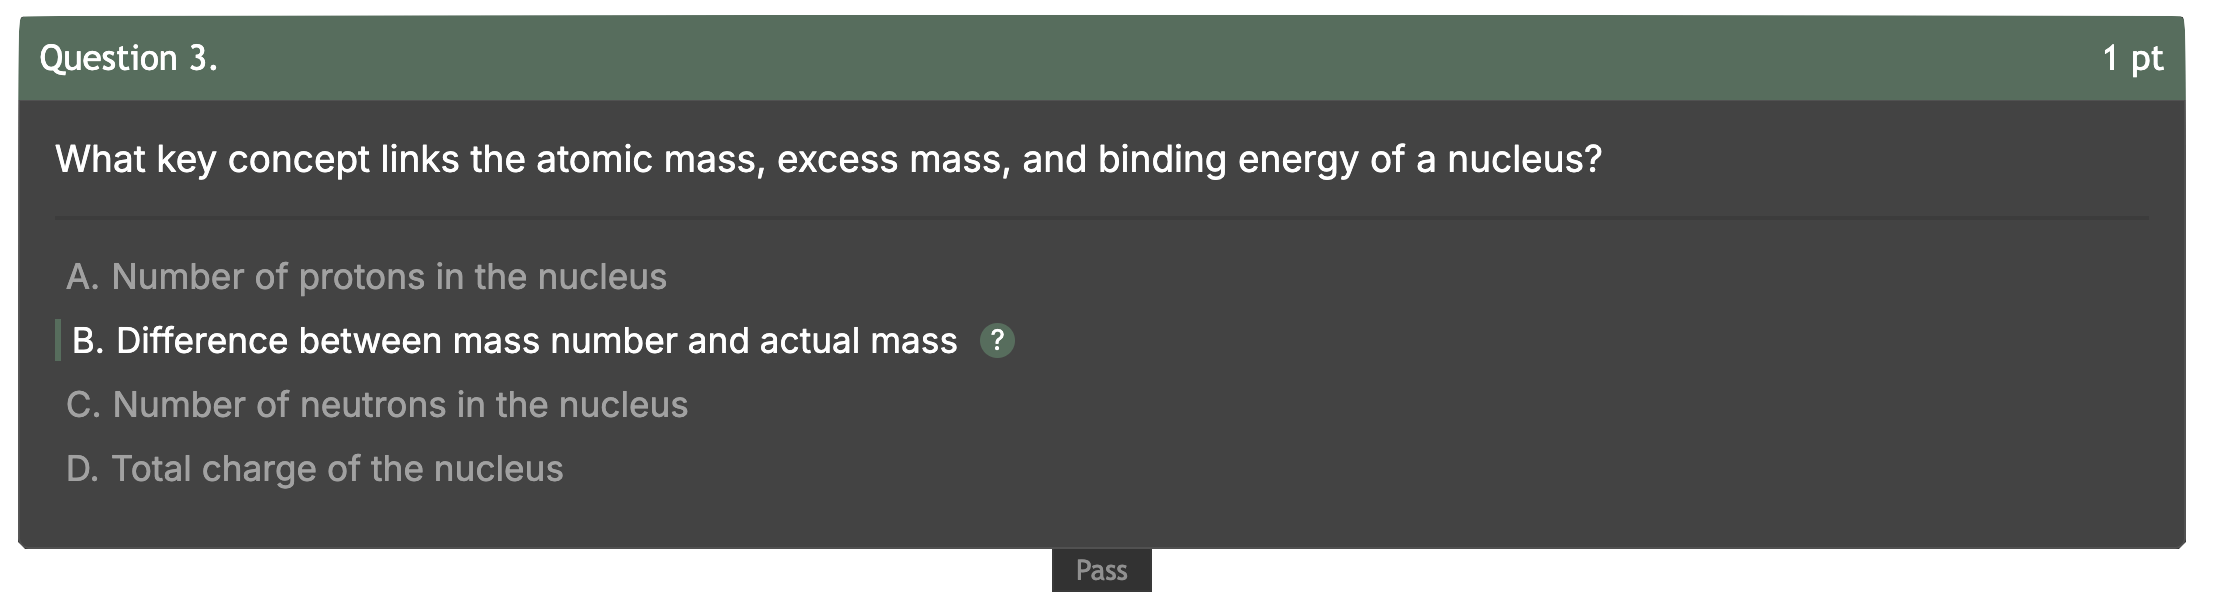 Question 3.
1 pt
What key concept links the atomic mass, excess mass, and binding energy of a nucleus?
A. Number of protons in the nucleus
B. Difference between mass number and actual mass ?
C. Number of neutrons in the nucleus
D. Total charge of the nucleus
Pass